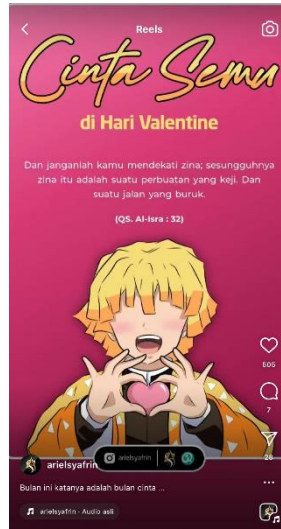 Reels
Cinta Semu
di Hari Valentine
Dan janganlah kamu mendekati zina; sesungguhnya
zina itu adalah suatu perbuatan yang keji. Dan
suatu jalan yang buruk.
(QS. Al-Isra : 32)
506
7
26
arielsyafrin
arielsyafrin
Bulan ini katanya adalah bulan cinta ...
arielsyafrin • Audio asli